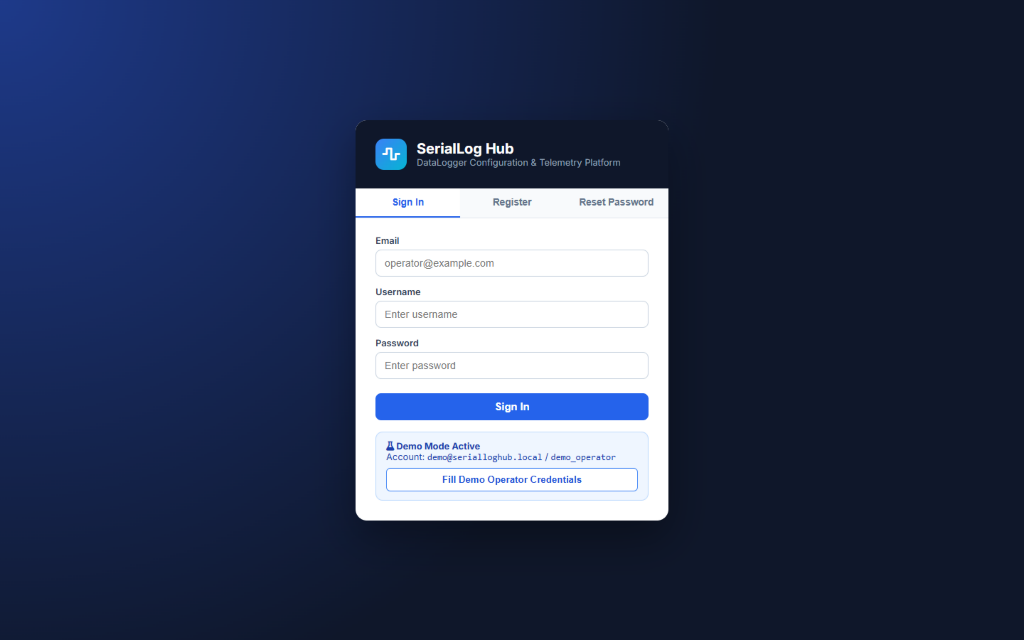 SerialLog Hub
DataLogger Configuration & Telemetry Platform
Sign In
Register
Reset Password
Email
operator@example.com
Username
Enter username
Password
Enter password
Sign In
Demo Mode Active
Account: demo@serialloghub.local / demo_operator
Fill Demo Operator Credentials